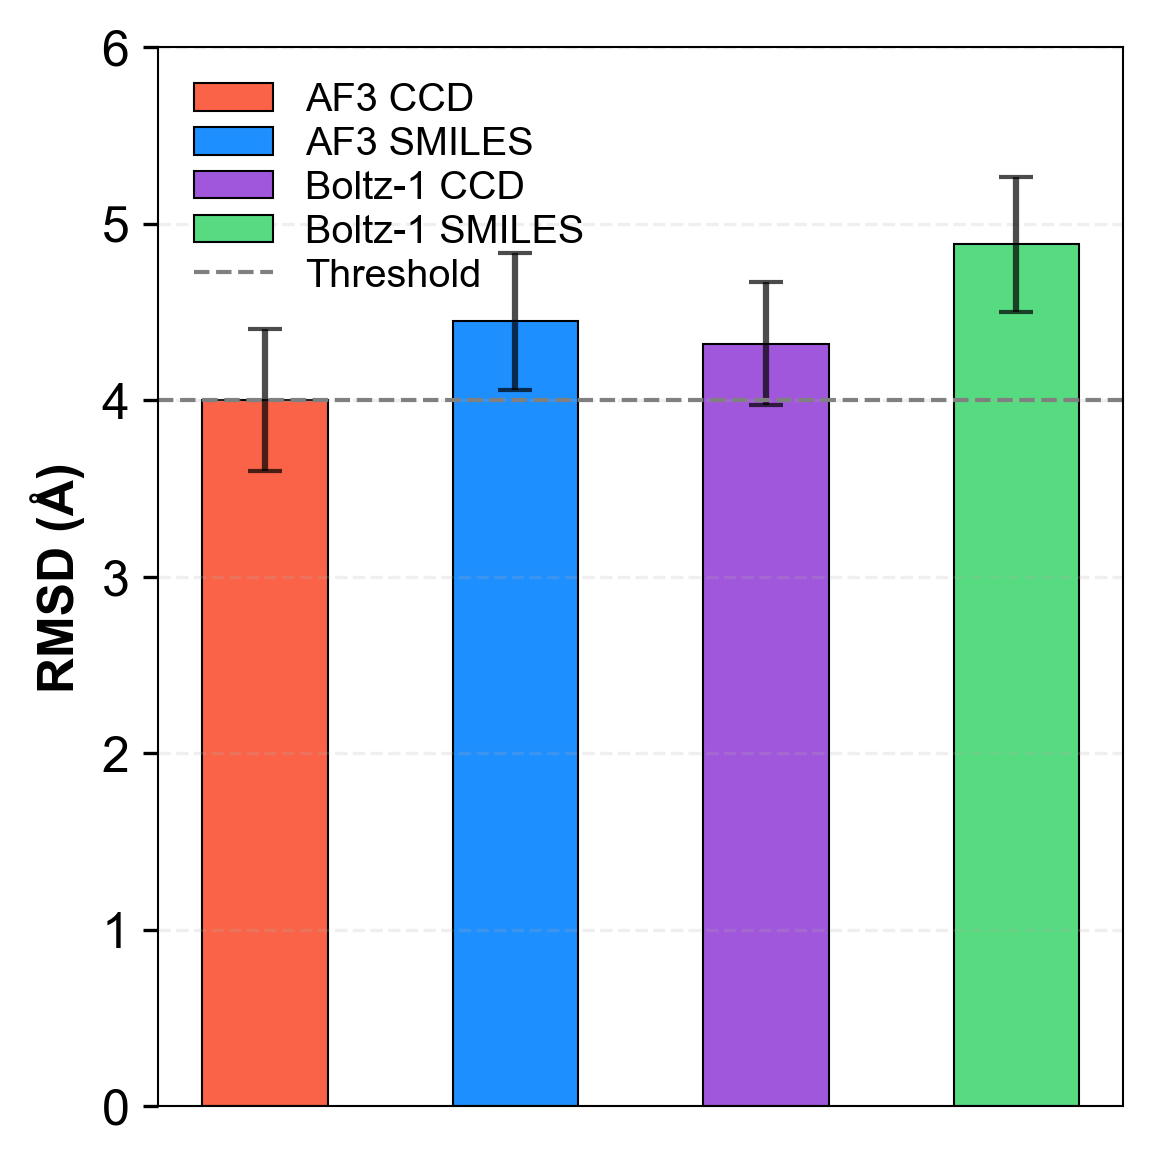 6
5
4
3
2
1
0
RMSD (Å)
AF3 CCD
AF3 SMILES
Boltz-1 CCD
Boltz-1 SMILES
Threshold